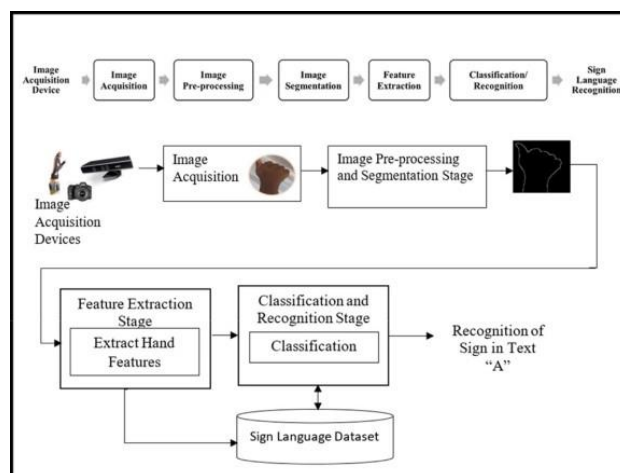 Image
Acquisition
Device
Image
Acquisition
Image
Pre-processing
Image
Segmentation
Feature
Extraction
Classification/
Recognition
Sign
Language
Recognition
Image
Acquisition
Image Pre-processing
and Segmentation Stage
Image
Acquisition
Devices
Feature Extraction
Stage
Extract Hand
Features
Classification and
Recognition Stage
Classification
Recognition of
Sign in Text
“A”
Sign Language Dataset